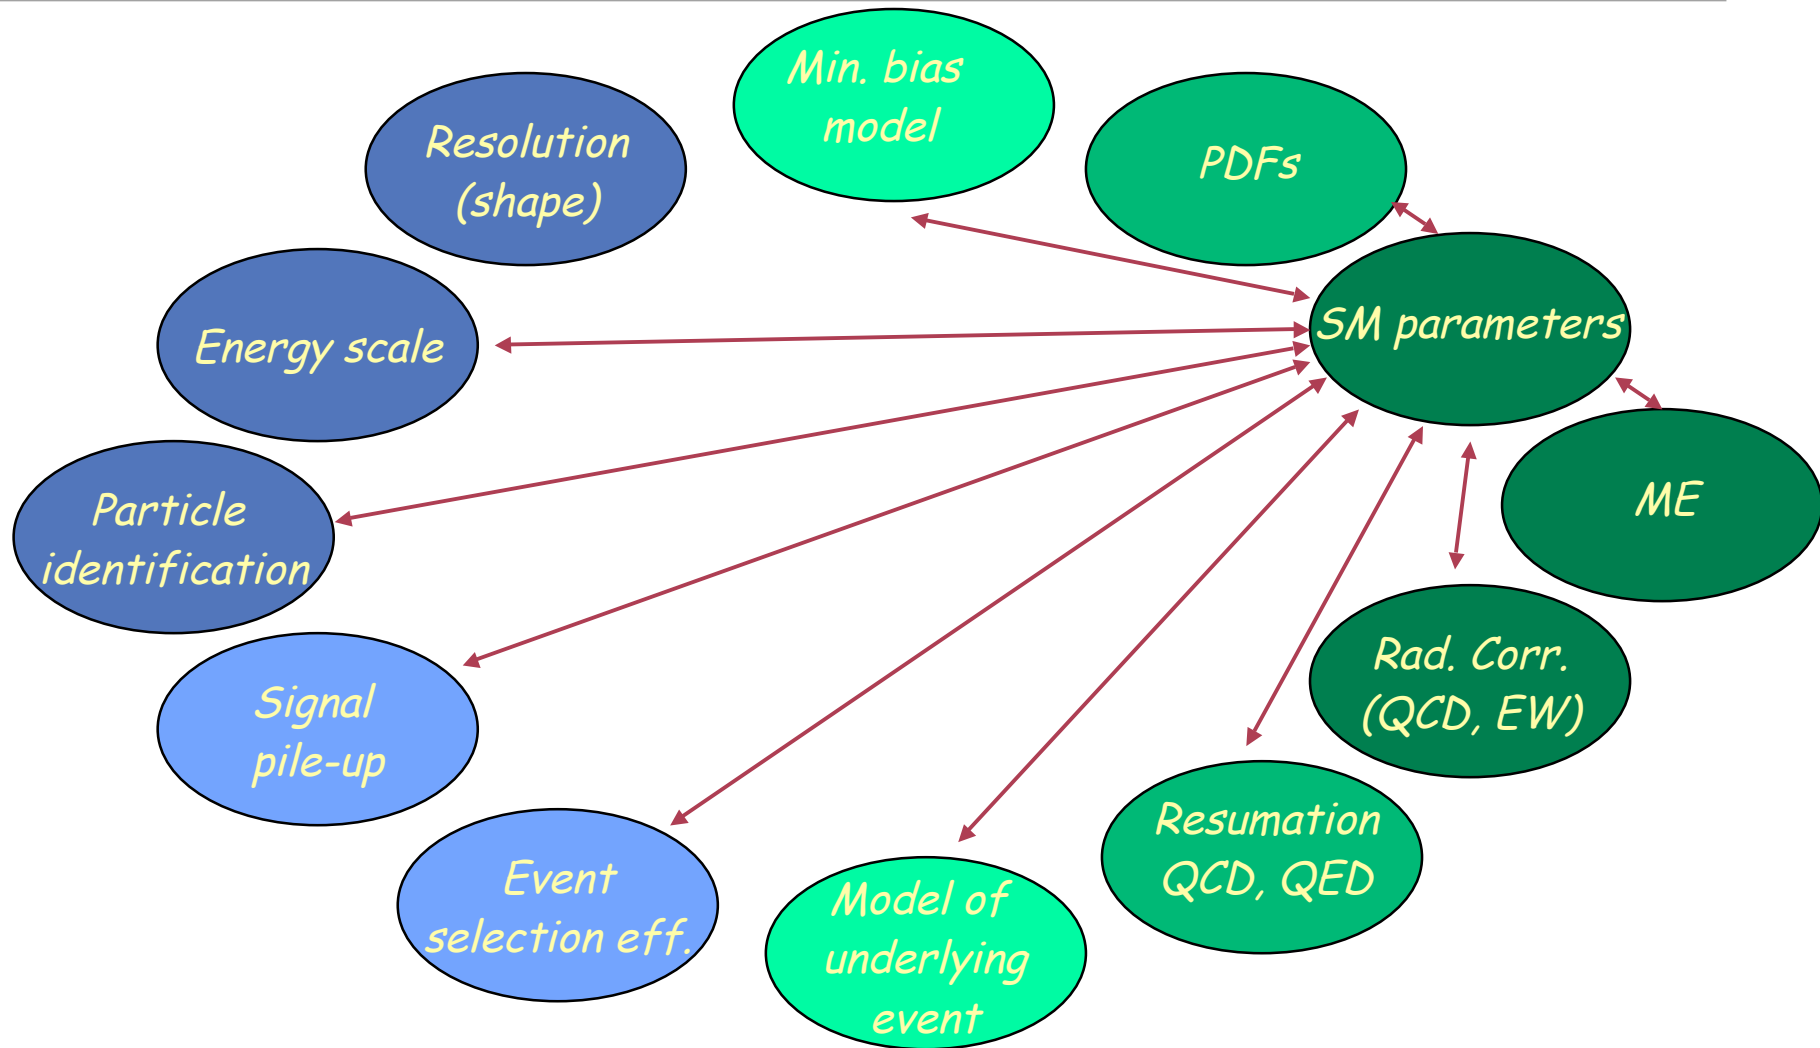 Min. bias
model
Resolution
(shape)
PDFs
SM parameters
Energy scale
ME
Particle
identification
Rad. Corr.
(QCD, EW)
Signal
pile-up
Resumation
QCD, QED
Event
selection eff.
Model of
underlying
event